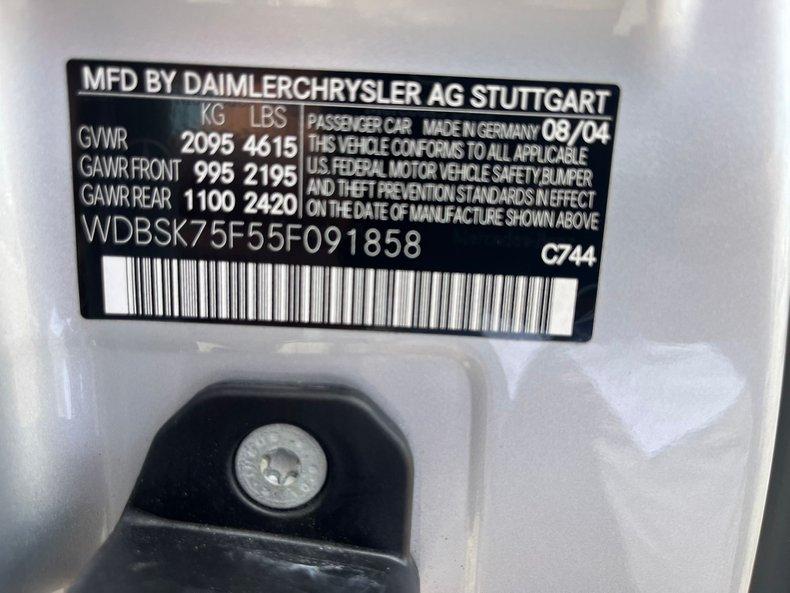 MFD BY DAIMLERCHRYSLER AG STUTTGART
KG LBS
GVWR 2095 4615
GAWR FRONT 995 2195
GAWR REAR 1100 2420
PASSENGER CAR MADE IN GERMANY 08/04
THIS VEHICLE CONFORMS TO ALL APPLICABLE
U.S. FEDERAL MOTOR VEHICLE SAFETY,BUMPER
AND THEFT PREVENTION STANDARDS IN EFFECT
ON THE DATE OF MANUFACTURE SHOWN ABOVE
WDBSK75F55F091858
C744